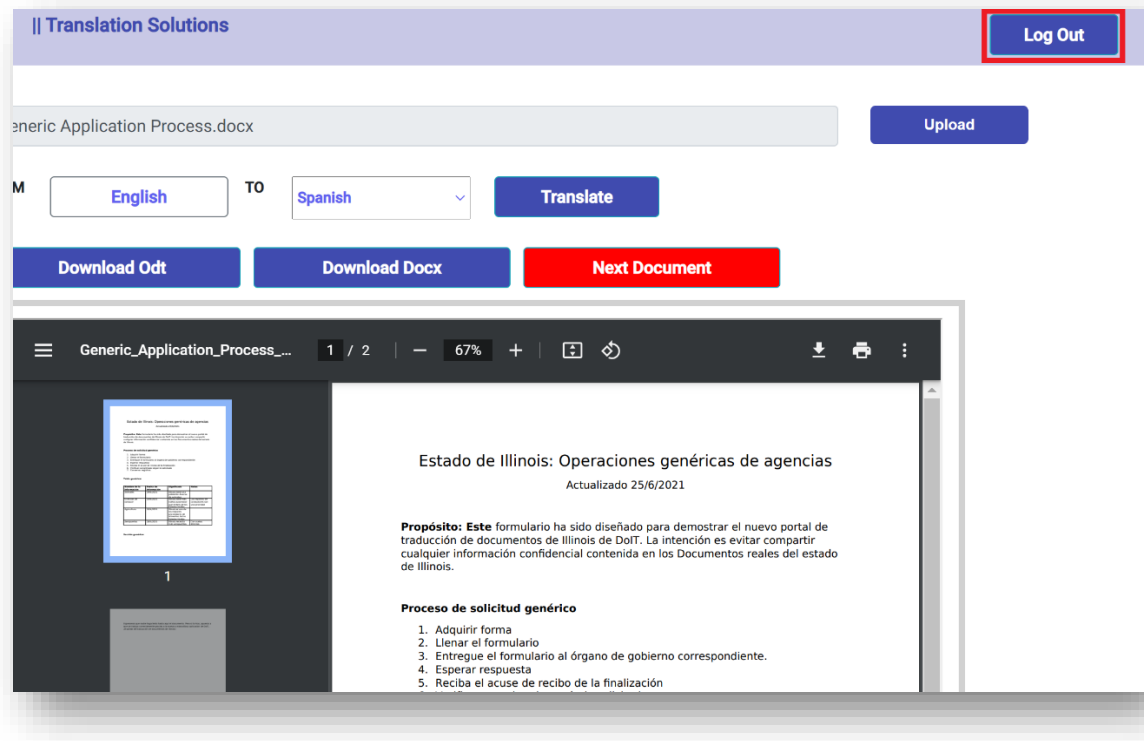 || Translation Solutions
Log Out
eneric Application Process.docx
Upload
M
English
TO
Spanish
Translate
Download Odt
Download Docx
Next Document
Generic_Application_Process_...
1 / 2
67%
1
Estado de Illinois: Operaciones genéricas de agencias
Actualizado 25/6/2021
Propósito: Este formulario ha sido diseñado para demostrar el nuevo portal de
traducción de documentos de Illinois de DoIT. La intención es evitar compartir
cualquier información confidencial contenida en los Documentos reales del estado
de Illinois.
Proceso de solicitud genérico
1. Adquirir forma
2. Llenar el formulario
3. Entregue el formulario al órgano de gobierno correspondiente.
4. Esperar respuesta
5. Reciba el acuse de recibo de la finalización